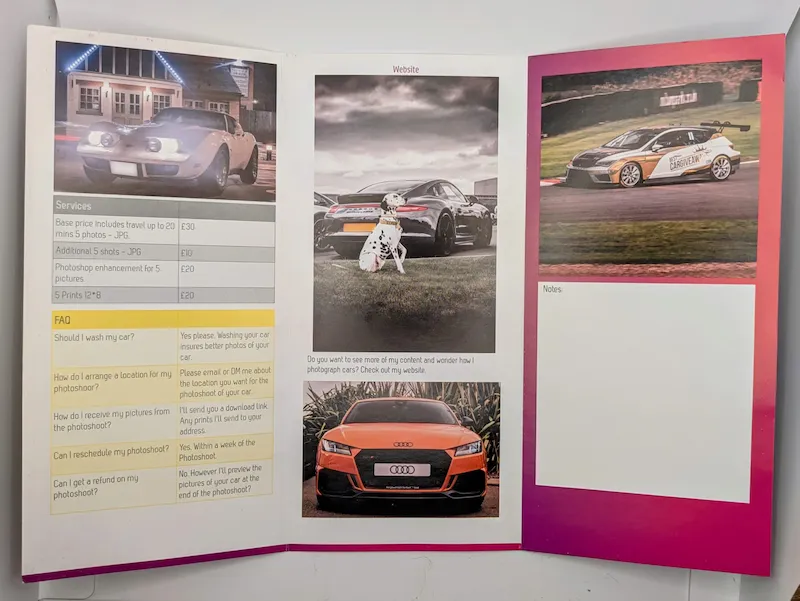 Services
Base price includes travel up to 20 £30
mins 5 photos - JPG.
Additional 5 shots - JPG £10
Photoshop enhancement for 5 £20
pictures
5 Prints 12*8 £20
FAQ
Should I wash my car? Yes please. Washing your car
insures better photos of your
car.
How do I arrange a location for my Please email or DM me about
photoshoor? the location you want for the
photoshoot of your car.
How do I receive my pictures from I'll send you a download link.
the photoshoot? Any prints I'll send to your
address.
Can I reschedule my photoshoot? Yes, Within a week of the
Photoshoot.
Can I get a refund on my No. However I'll preview the
photoshoot? pictures of your car at the
end of the photoshoot?
Website
Do you want to see more of my content and wonder how I
photograph cars? Check out my website.
CARGIVEAWAY
Notes: